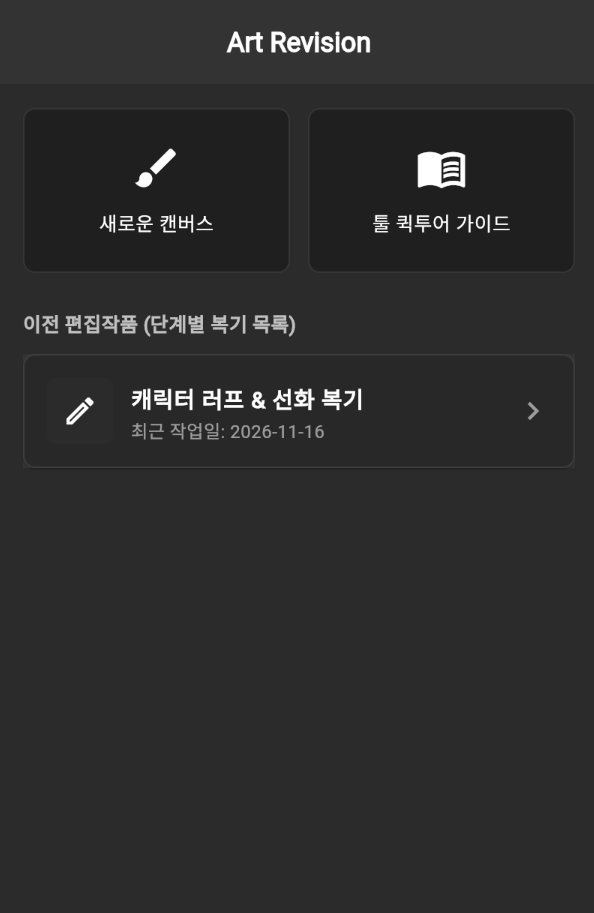 Art Revision
새로운 캔버스
툴 퀵투어 가이드
이전 편집작품 (단계별 복기 목록)
캐릭터 러프 & 선화 복기
최근 작업일: 2026-11-16